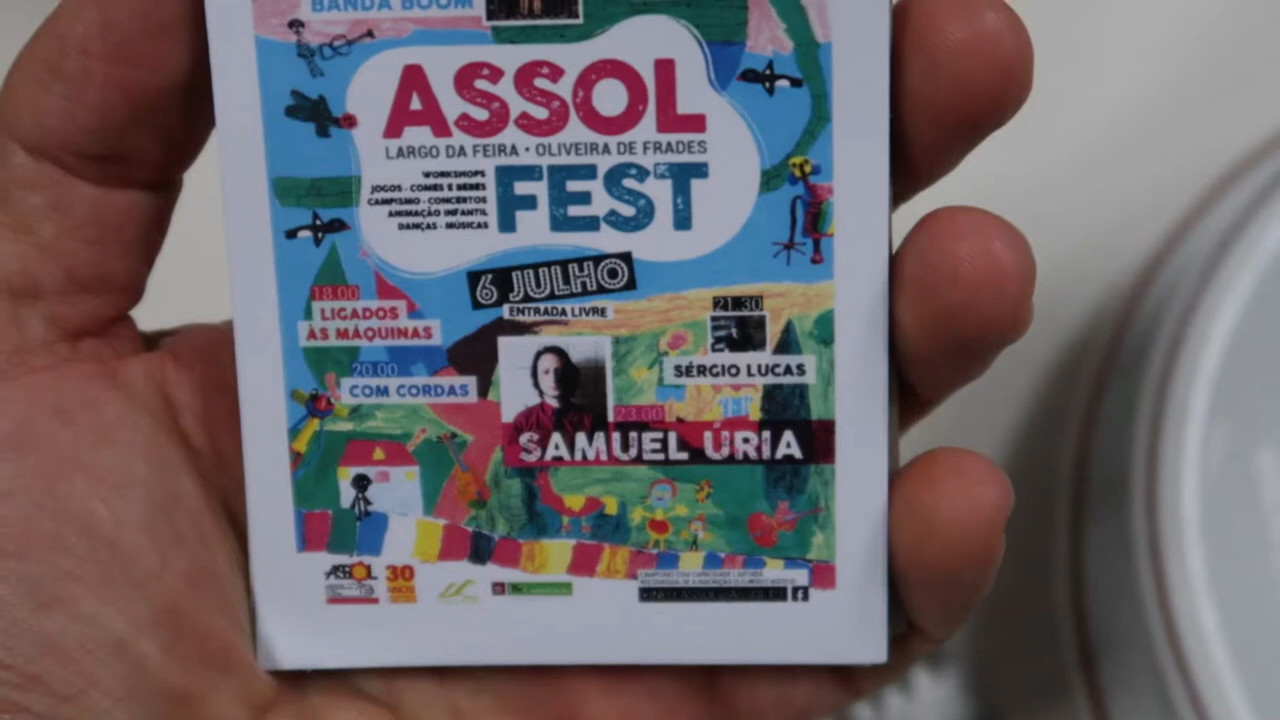 BANDA BOOM
ASSOL
LARGO DA FEIRA • OLIVEIRA DE FRADES
FEST
WORKSHOPS
JOGOS - COMES E BEBES
CAMPISMO - CONCERTOS
ANIMAÇÃO INFANTIL
DANÇAS - MÚSICAS
6 JULHO
ENTRADA LIVRE
18.00
LIGADOS
ÀS MÁQUINAS
20.00
COM CORDAS
21.30
SÉRGIO LUCAS
23.00
SAMUEL ÚRIA
ASSOL
30
ANOS